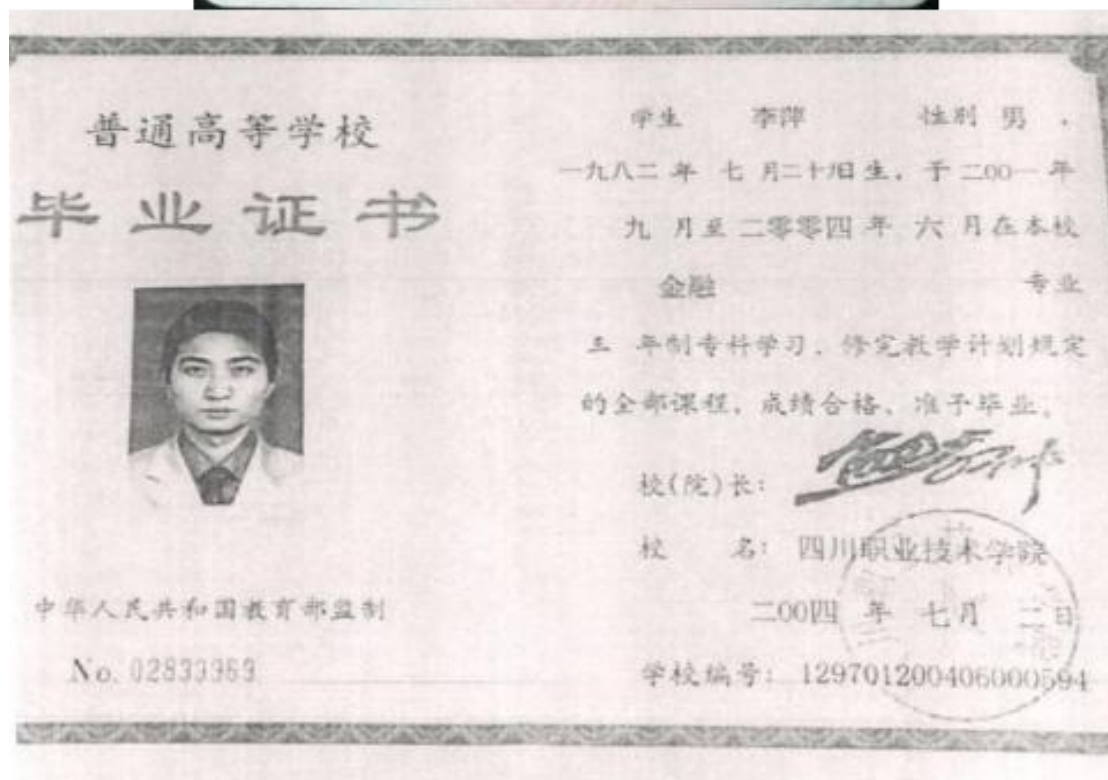 普通高等学校
毕业证书
中华人民共和国教育部监制
No. 02833969
学生 李萍 性别 男,
一九八二年 七月二十 日生,于二00一年
九月至二零零四年 六月在本校
金融 专业
三 年制专科学习,修完教学计划规定
的全部课程,成绩合格,准予毕业。
校(院)长:
校 名: 四川职业技术学院
二00四 年 七月 二日
学校编号: 129701200406000594